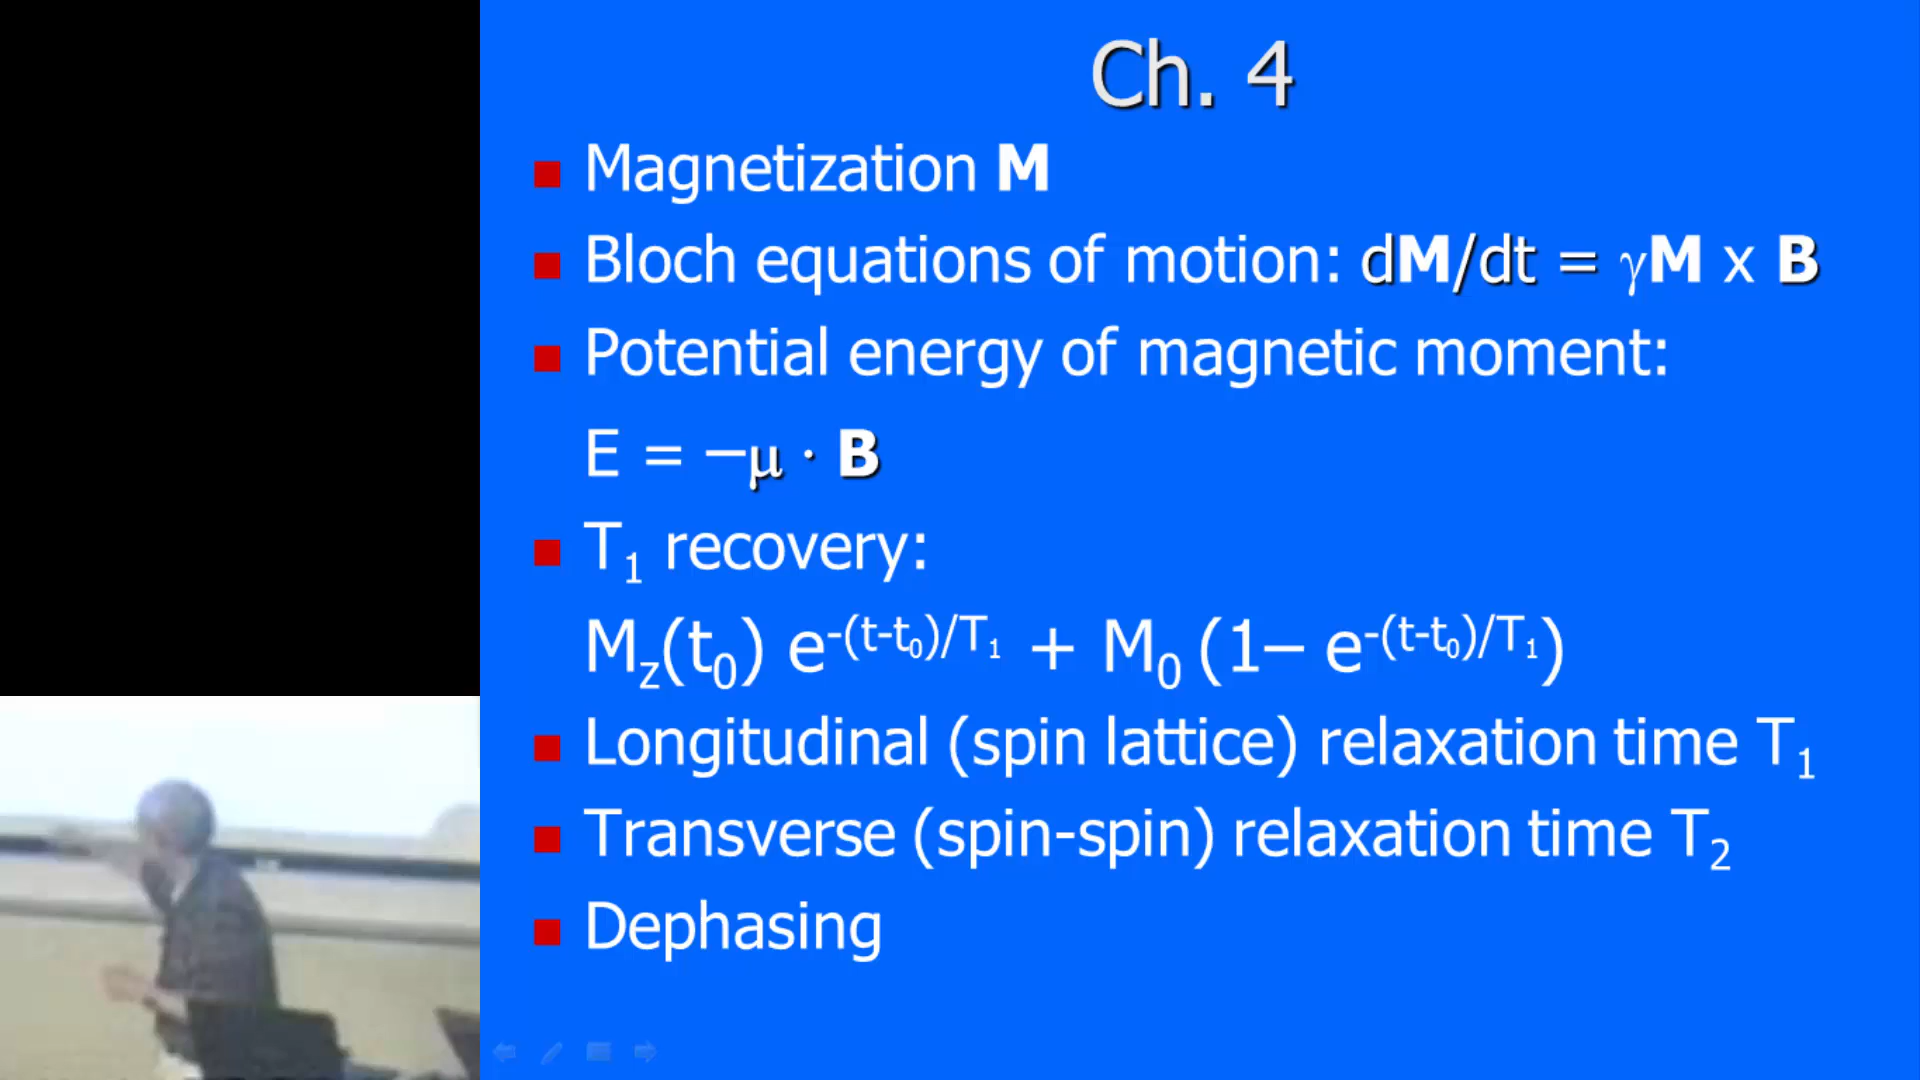 Ch. 4
Magnetization M
Bloch equations of motion: dM/dt = γM x B
Potential energy of magnetic moment:
E = –μ · B
T₁ recovery:
M_z(t₀) e^{-(t-t₀)/T₁} + M₀ (1– e^{-(t-t₀)/T₁})
Longitudinal (spin lattice) relaxation time T₁
Transverse (spin-spin) relaxation time T₂
Dephasing